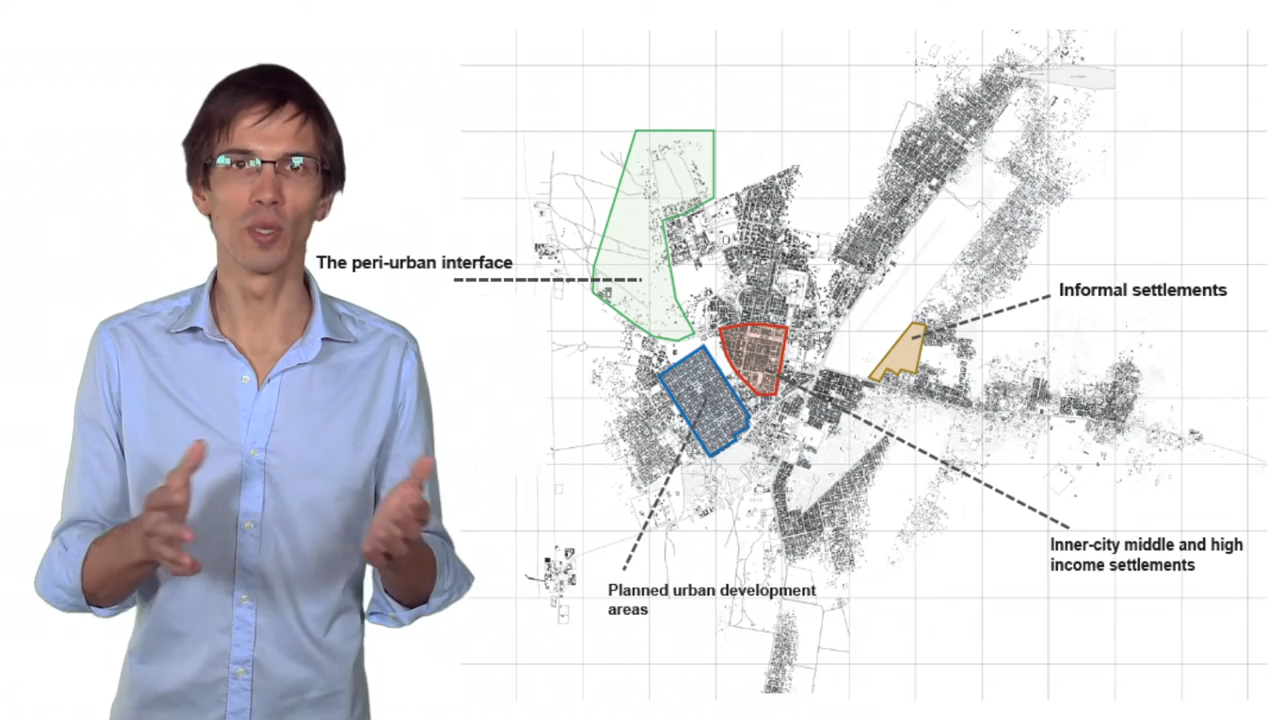 The peri-urban interface
Informal settlements
Inner-city middle and high
income settlements
Planned urban development
areas